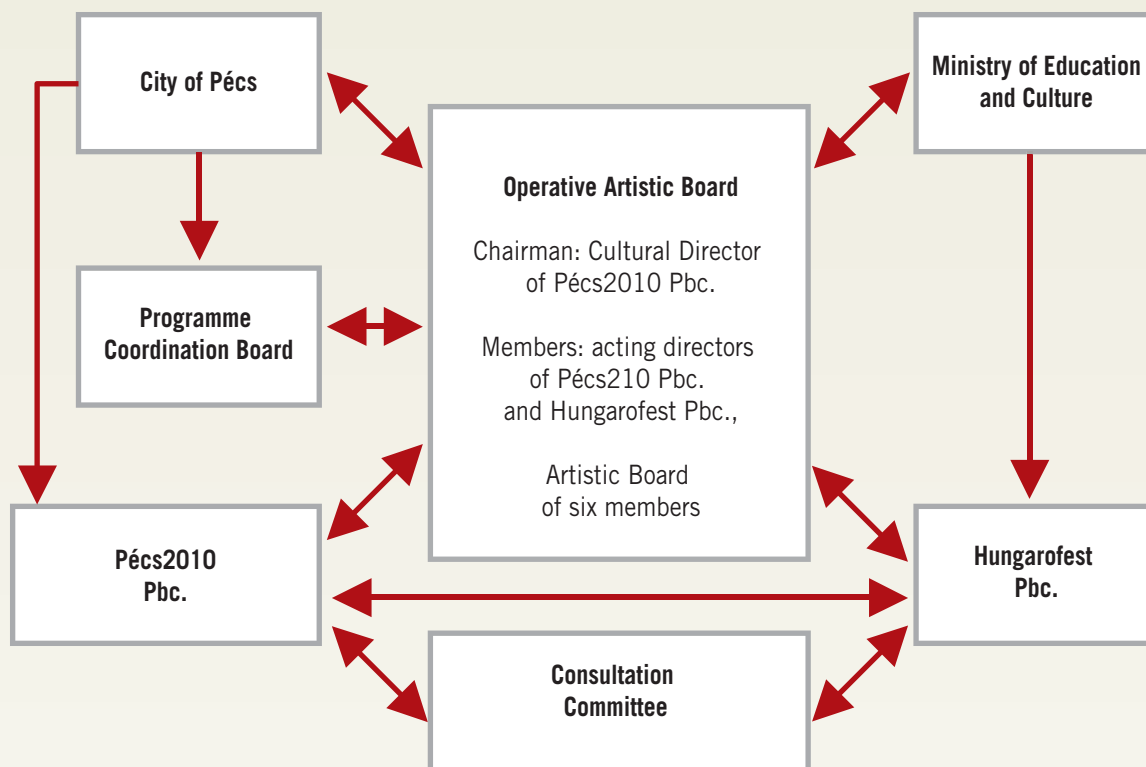 City of Pécs
Ministry of Education
and Culture
Operative Artistic Board
Chairman: Cultural Director
of Pécs2010 Pbc.
Members: acting directors
of Pécs210 Pbc.
and Hungarofest Pbc.,
Artistic Board
of six members
Programme
Coordination Board
Pécs2010
Pbc.
Hungarofest
Pbc.
Consultation
Committee